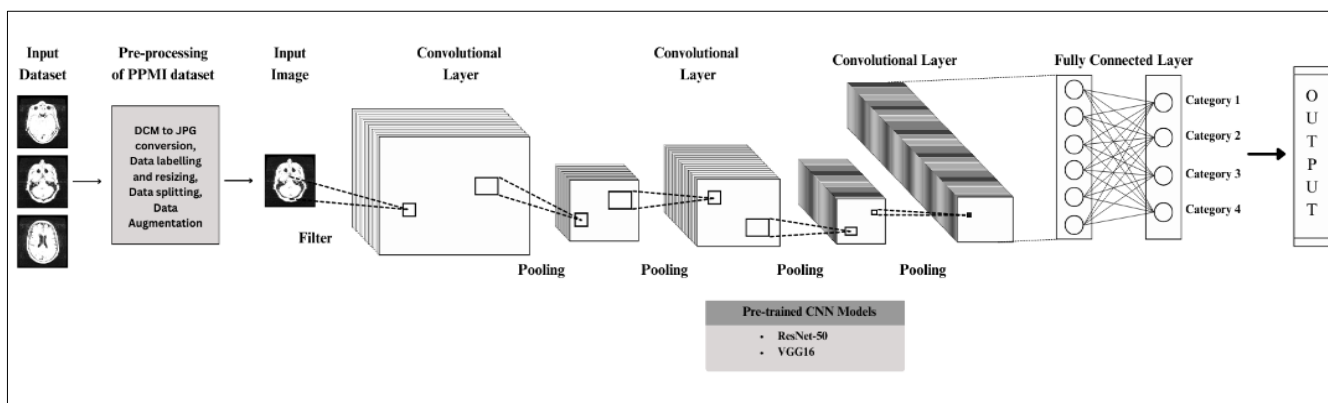 Input
Dataset
Pre-processing
of PPMI dataset
Input
Image
Convolutional
Layer
Convolutional
Layer
Convolutional Layer
Fully Connected Layer
DCM to JPG
conversion,
Data labelling
and resizing,
Data splitting,
Data
Augmentation
Filter
Pooling
Pooling
Pooling
Pooling
Category 1
Category 2
Category 3
Category 4
OUTPUT
Pre-trained CNN Models
• ResNet-50
• VGG16